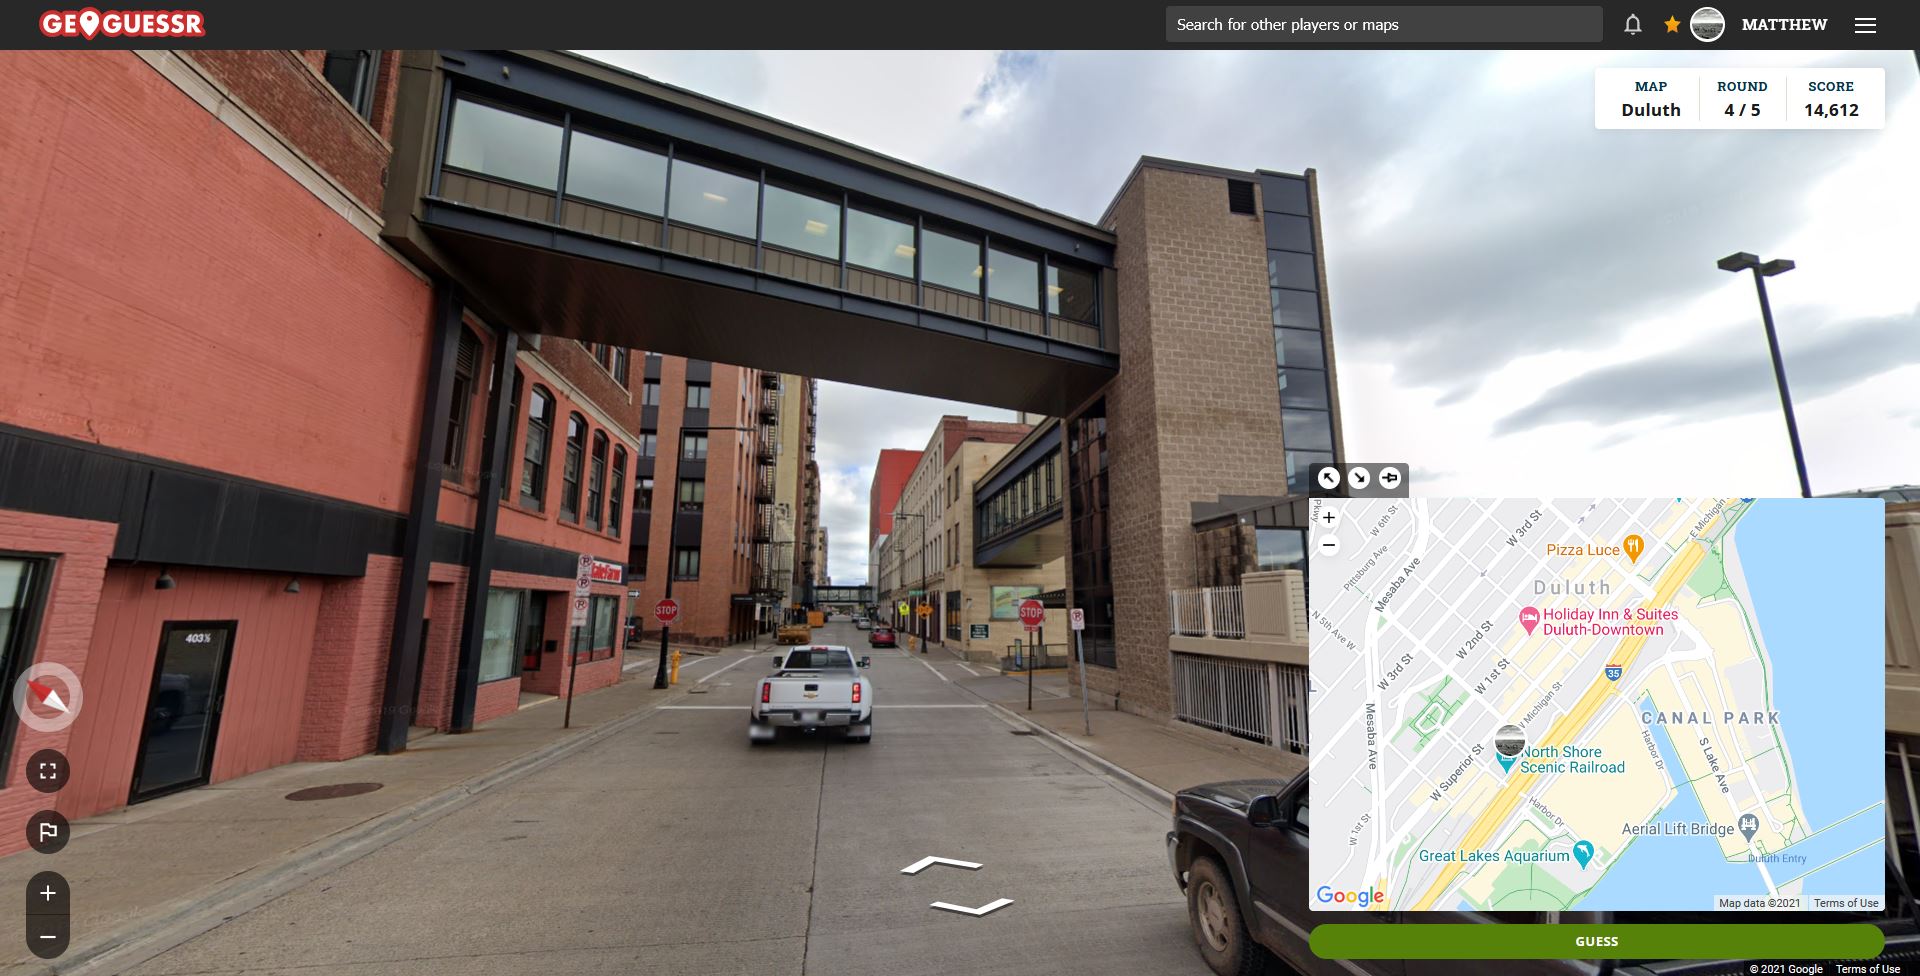 GEOGUESSR
Search for other players or maps
MATTHEW
MAP
Duluth
ROUND
4 / 5
SCORE
14,612
STOP
STOP
StateFarm
403½
W 6th St
Pittsburg Ave
Mesaba Ave
N 5th Ave W
W 3rd St
W 3rd St
W 2nd St
W 1st St
W Michigan St
W Superior St
W 1st St
Mesaba Ave
E Michigan
Pizza Luce
Duluth
Holiday Inn & Suites
Duluth-Downtown
35
CANAL PARK
North Shore
Scenic Railroad
Harbor Dr
Harbor Dr
S Lake Ave
Aerial Lift Bridge
Duluth Entry
Great Lakes Aquarium
Google
Map data ©2021
Terms of Use
GUESS
© 2021 Google
Terms of Use